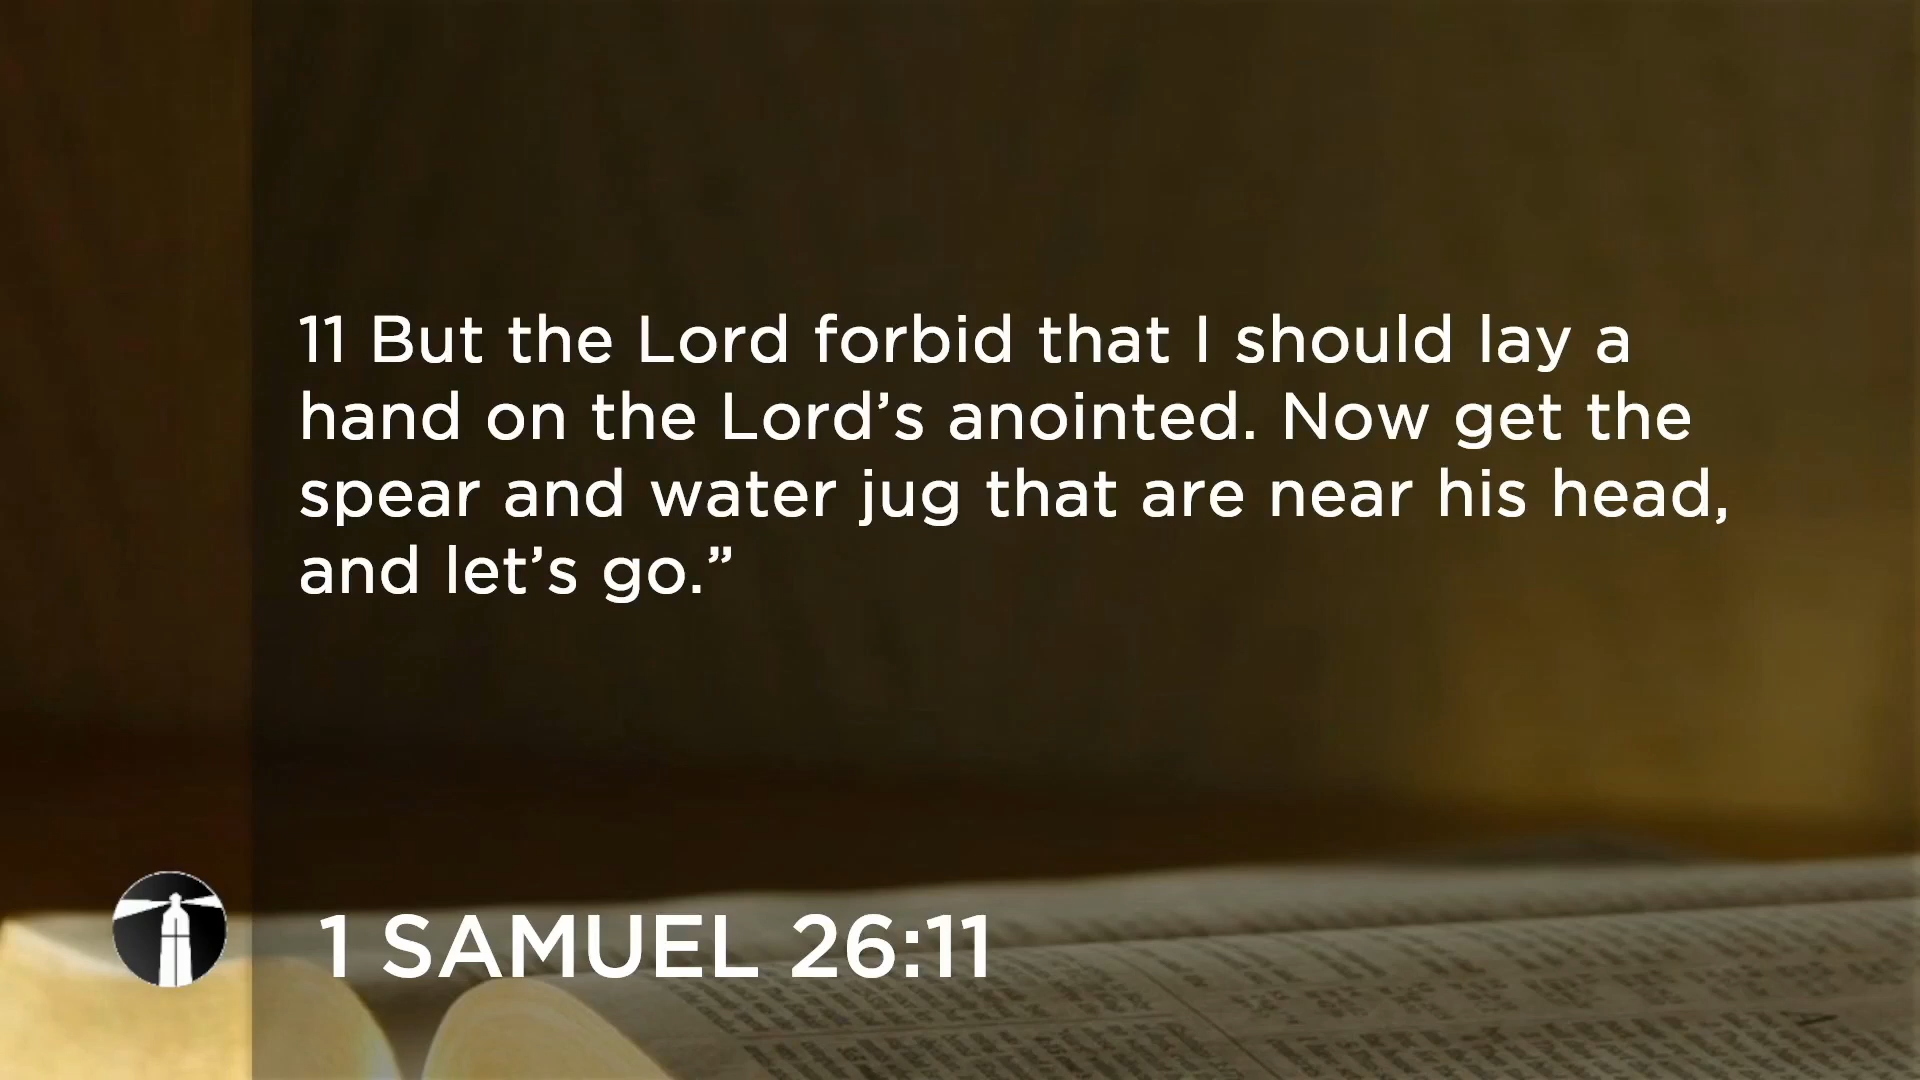 11 But the Lord forbid that I should lay a
hand on the Lord’s anointed. Now get the
spear and water jug that are near his head,
and let’s go.”
1 SAMUEL 26:11